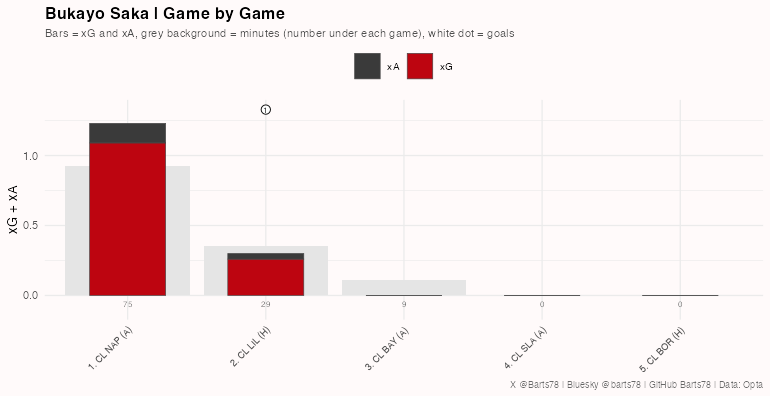 Bukayo Saka | Game by Game
Bars = xG and xA, grey background = minutes (number under each game), white dot = goals
xA xG
1
xG + xA
1.0
0.5
0.0
75 29 9 0 0
1. CL NAP (A) 2. CL LIL (H) 3. CL BAY (A) 4. CL SLA (A) 5. CL BOR (H)
X @Barts78 | Bluesky @barts78 | GitHub Barts78 | Data: Opta